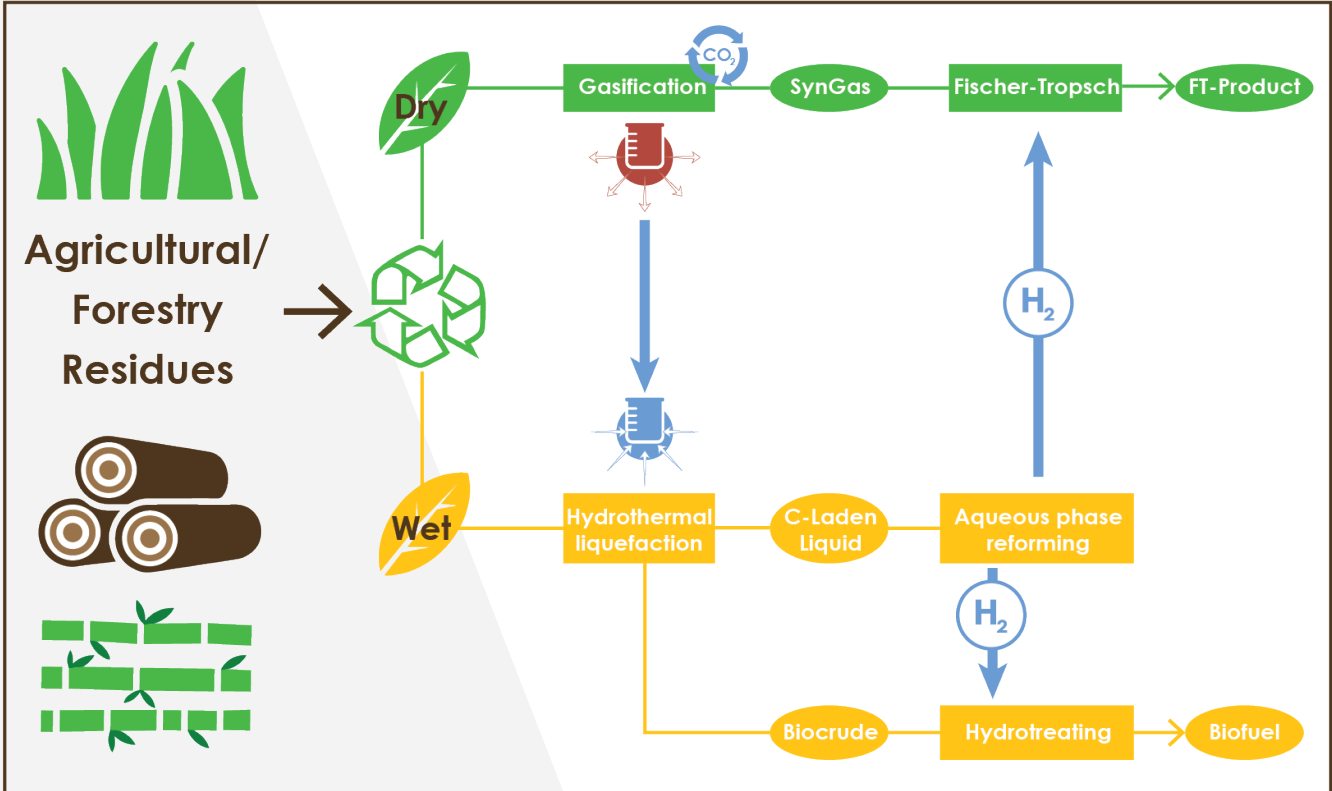 Agricultural/
Forestry
Residues
Dry
Gasification
CO2
SynGas
Fischer-Tropsch
FT-Product
H2
Wet
Hydrothermal
liquefaction
C-Laden
Liquid
Aqueous phase
reforming
H2
Biocrude
Hydrotreating
Biofuel